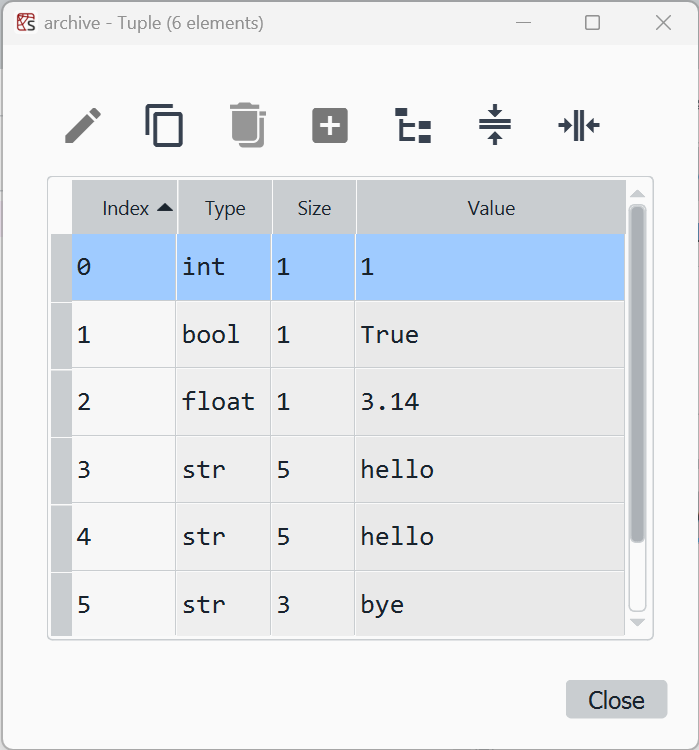 archive - Tuple (6 elements)
Index Type Size Value
0 int 1 1
1 bool 1 True
2 float 1 3.14
3 str 5 hello
4 str 5 hello
5 str 3 bye
Close